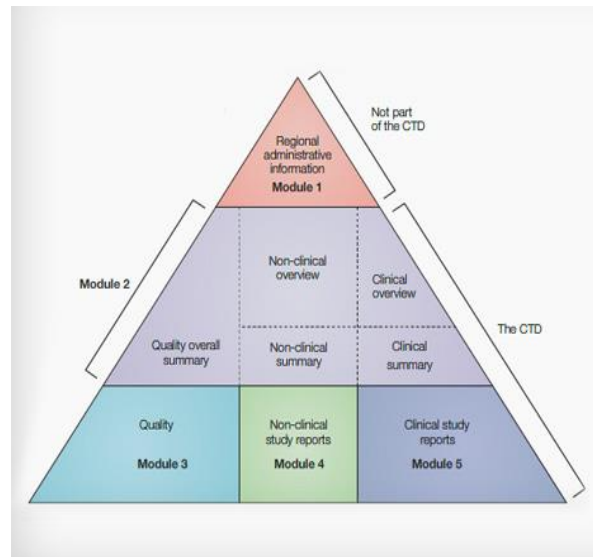 Not part
of the CTD
Regional
administrative
information
Module 1
Module 2
Non-clinical
overview
Clinical
overview
The CTD
Quality overall
summary
Non-clinical
summary
Clinical
summary
Quality
Module 3
Non-clinical
study reports
Module 4
Clinical study
reports
Module 5